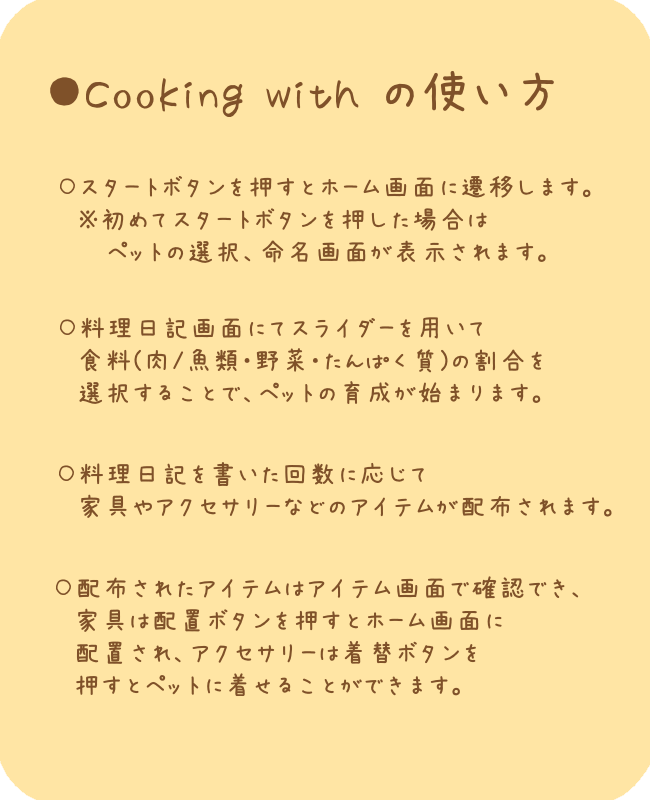 ●Cooking with の使い方
○スタートボタンを押すとホーム画面に遷移します。
※初めてスタートボタンを押した場合は
ペットの選択、命名画面が表示されます。
○料理日記画面にてスライダーを用いて
食料(肉/魚類・野菜・たんぱく質)の割合を
選択することで、ペットの育成が始まります。
○料理日記を書いた回数に応じて
家具やアクセサリーなどのアイテムが配布されます。
○配布されたアイテムはアイテム画面で確認でき、
家具は配置ボタンを押すとホーム画面に
配置され、アクセサリーは着替ボタンを
押すとペットに着せることができます。